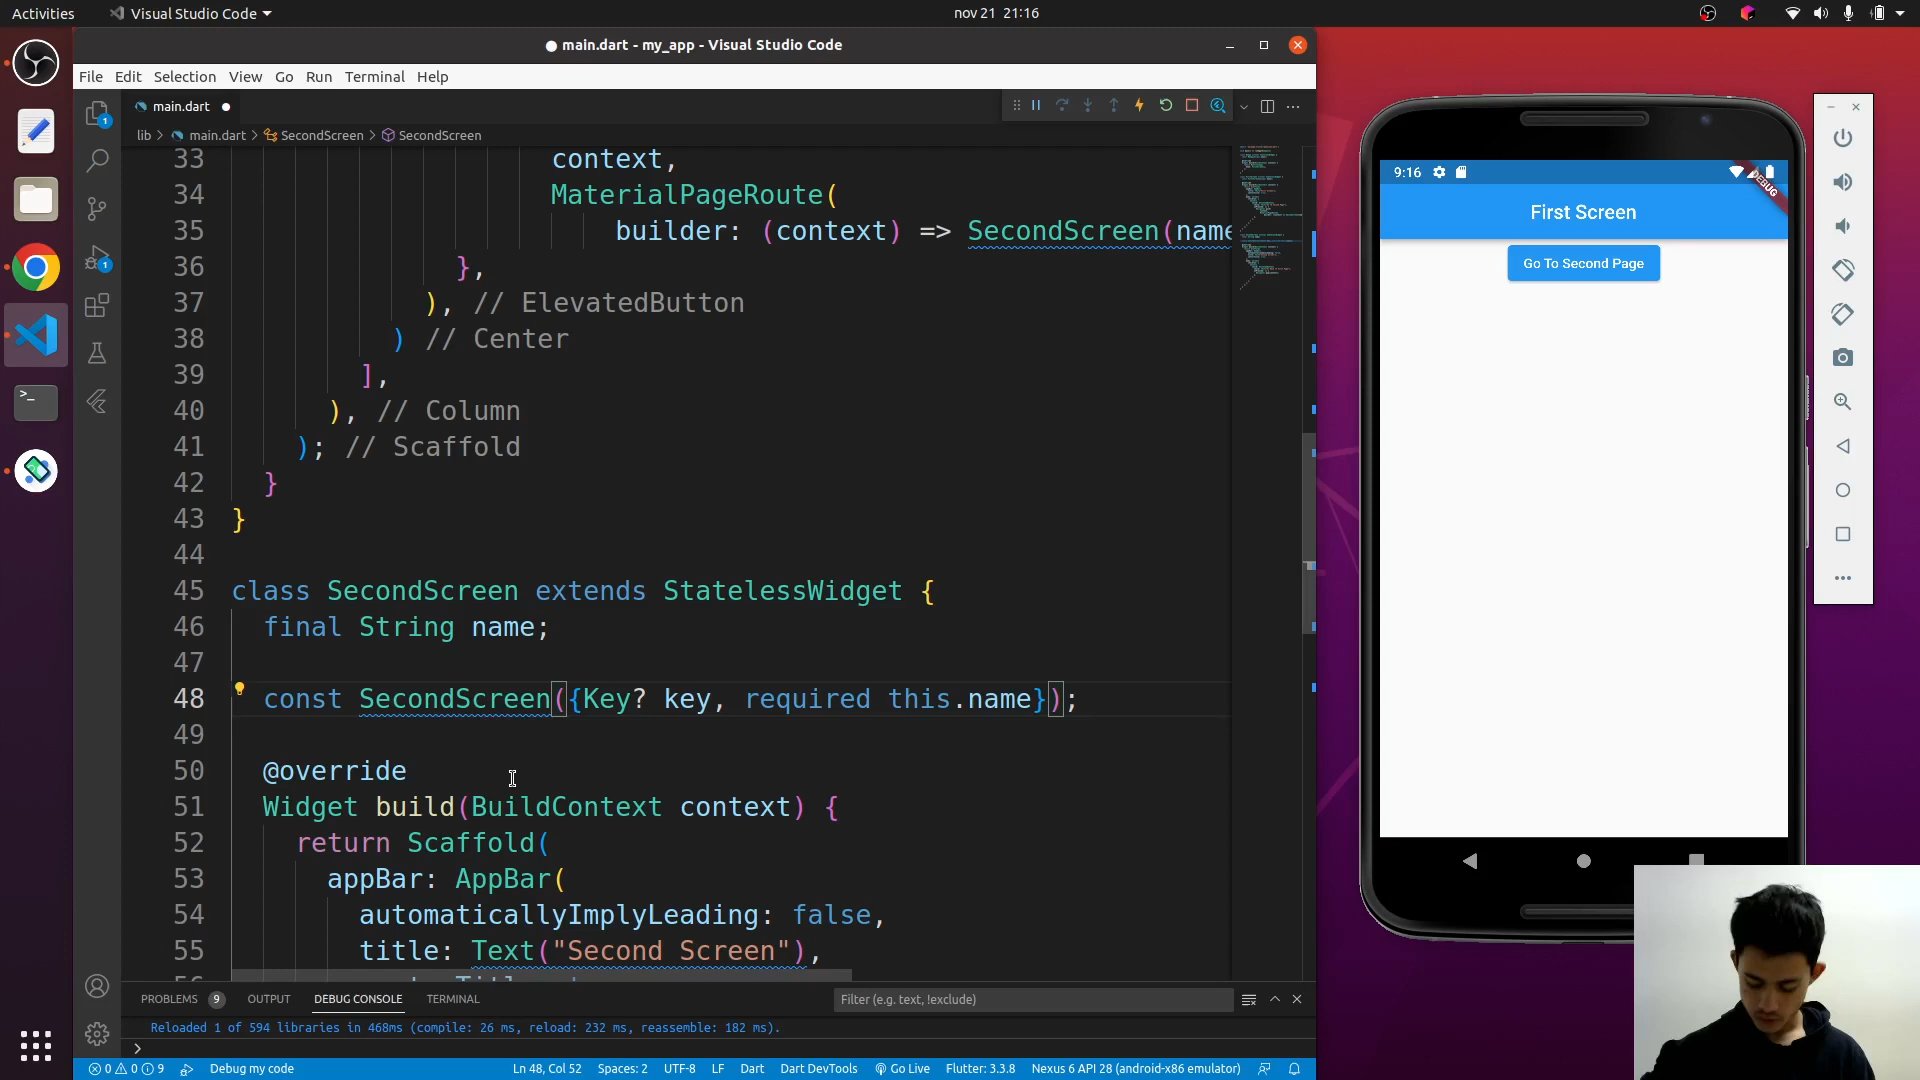 Activities
Visual Studio Code
nov 21 21:16
● main.dart - my_app - Visual Studio Code
File Edit Selection View Go Run Terminal Help
main.dart ●
lib > main.dart > SecondScreen > SecondScreen
33 context,
34 MaterialPageRoute(
35 builder: (context) => SecondScreen(name
36 },
37 ), // ElevatedButton
38 ) // Center
39 ],
40 ), // Column
41 ); // Scaffold
42 }
43 }
44
45 class SecondScreen extends StatelessWidget {
46 final String name;
47
48 const SecondScreen({Key? key, required this.name});
49
50 @override
51 Widget build(BuildContext context) {
52 return Scaffold(
53 appBar: AppBar(
54 automaticallyImplyLeading: false,
55 title: Text("Second Screen"),
PROBLEMS 9 OUTPUT DEBUG CONSOLE TERMINAL
Filter (e.g. text, !exclude)
Reloaded 1 of 594 libraries in 468ms (compile: 26 ms, reload: 232 ms, reassemble: 182 ms).
>
0 0 9 Debug my code Ln 48, Col 52 Spaces: 2 UTF-8 LF Dart Dart DevTools Go Live Flutter: 3.3.8 Nexus 6 API 28 (android-x86 emulator)
1
1
9:16
DEBUG
First Screen
Go To Second Page